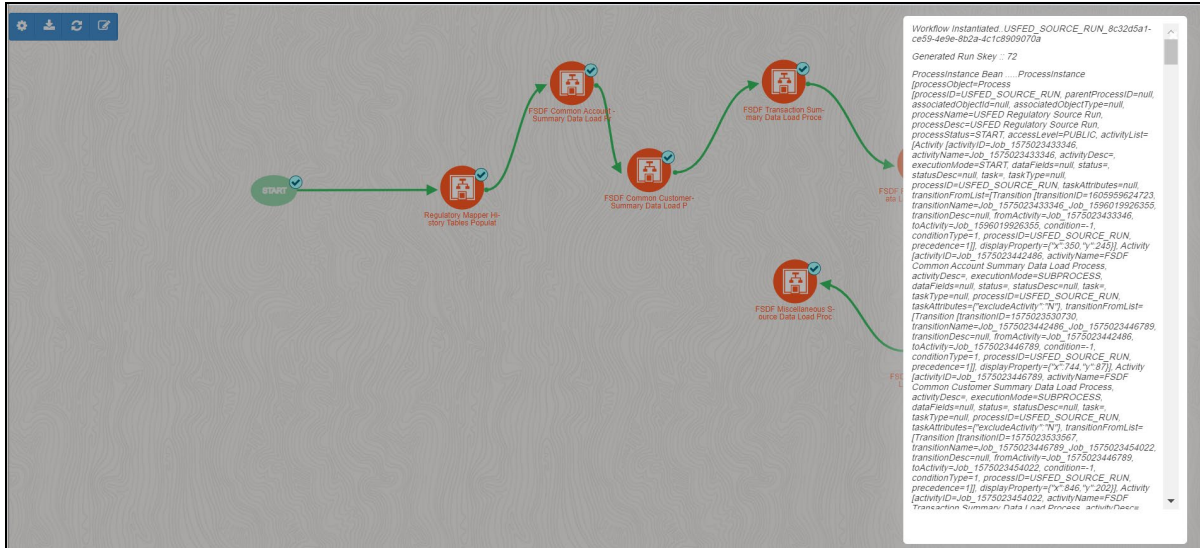 START
Regulatory Mapper Hi-
story Tables Populat
FSDF Common Account -
Summary Data Load Pr
FSDF Common Customer-
Summary Data Load P
FSDF Transaction Sum-
mary Data Load Proce
FSDF Miscellaneous S-
ource Data Load Proc
Workflow Instantiated..USFED_SOURCE_RUN_8c32d5a1-
ce59-4e9e-8b2a-4c1c8909070a
Generated Run Skey :: 72
ProcessInstance Bean .....ProcessInstance
[processObject=Process
[processID=USFED_SOURCE_RUN, parentProcessID=null,
associatedObjectId=null, associatedObjectType=null,
processName=USFED Regulatory Source Run,
processDesc=USFED Regulatory Source Run,
processStatus=START, accessLevel=PUBLIC, activityList=
[Activity [activityID=Job_1575023433346,
activityName=Job_1575023433346, activityDesc=,
executionMode=START, dataFields=null, status=,
statusDesc=null, task=, taskType=null,
processID=USFED_SOURCE_RUN, taskAttributes=null,
transitionFromList=[Transition [transitionID=1605959624723,
transitionName=Job_1575023433346_Job_1596019926355,
transitionDesc=null, fromActivity=Job_1575023433346,
toActivity=Job_1596019926355, condition=-1,
conditionType=1, processID=USFED_SOURCE_RUN,
precedence=1]], displayProperty={"x":350,"y":245}], Activity
[activityID=Job_1575023442486, activityName=FSDF
Common Account Summary Data Load Process,
activityDesc=, executionMode=SUBPROCESS,
dataFields=null, status=, statusDesc=null, task=,
taskType=null, processID=USFED_SOURCE_RUN,
taskAttributes={"excludeActivity":"N"}, transitionFromList=
[Transition [transitionID=1575023530730,
transitionName=Job_1575023442486_Job_1575023446789,
transitionDesc=null, fromActivity=Job_1575023442486,
toActivity=Job_1575023446789, condition=-1,
conditionType=1, processID=USFED_SOURCE_RUN,
precedence=1]], displayProperty={"x":744,"y":87}], Activity
[activityID=Job_1575023446789, activityName=FSDF
Common Customer Summary Data Load Process,
activityDesc=, executionMode=SUBPROCESS,
dataFields=null, status=, statusDesc=null, task=,
taskType=null, processID=USFED_SOURCE_RUN,
taskAttributes={"excludeActivity":"N"}, transitionFromList=
[Transition [transitionID=1575023533567,
transitionName=Job_1575023446789_Job_1575023454022,
transitionDesc=null, fromActivity=Job_1575023446789,
toActivity=Job_1575023454022, condition=-1,
conditionType=1, processID=USFED_SOURCE_RUN,
precedence=1]], displayProperty={"x":846,"y":202}], Activity
[activityID=Job_1575023454022, activityName=FSDF
Transaction Summary Data Load Process, activityDesc=